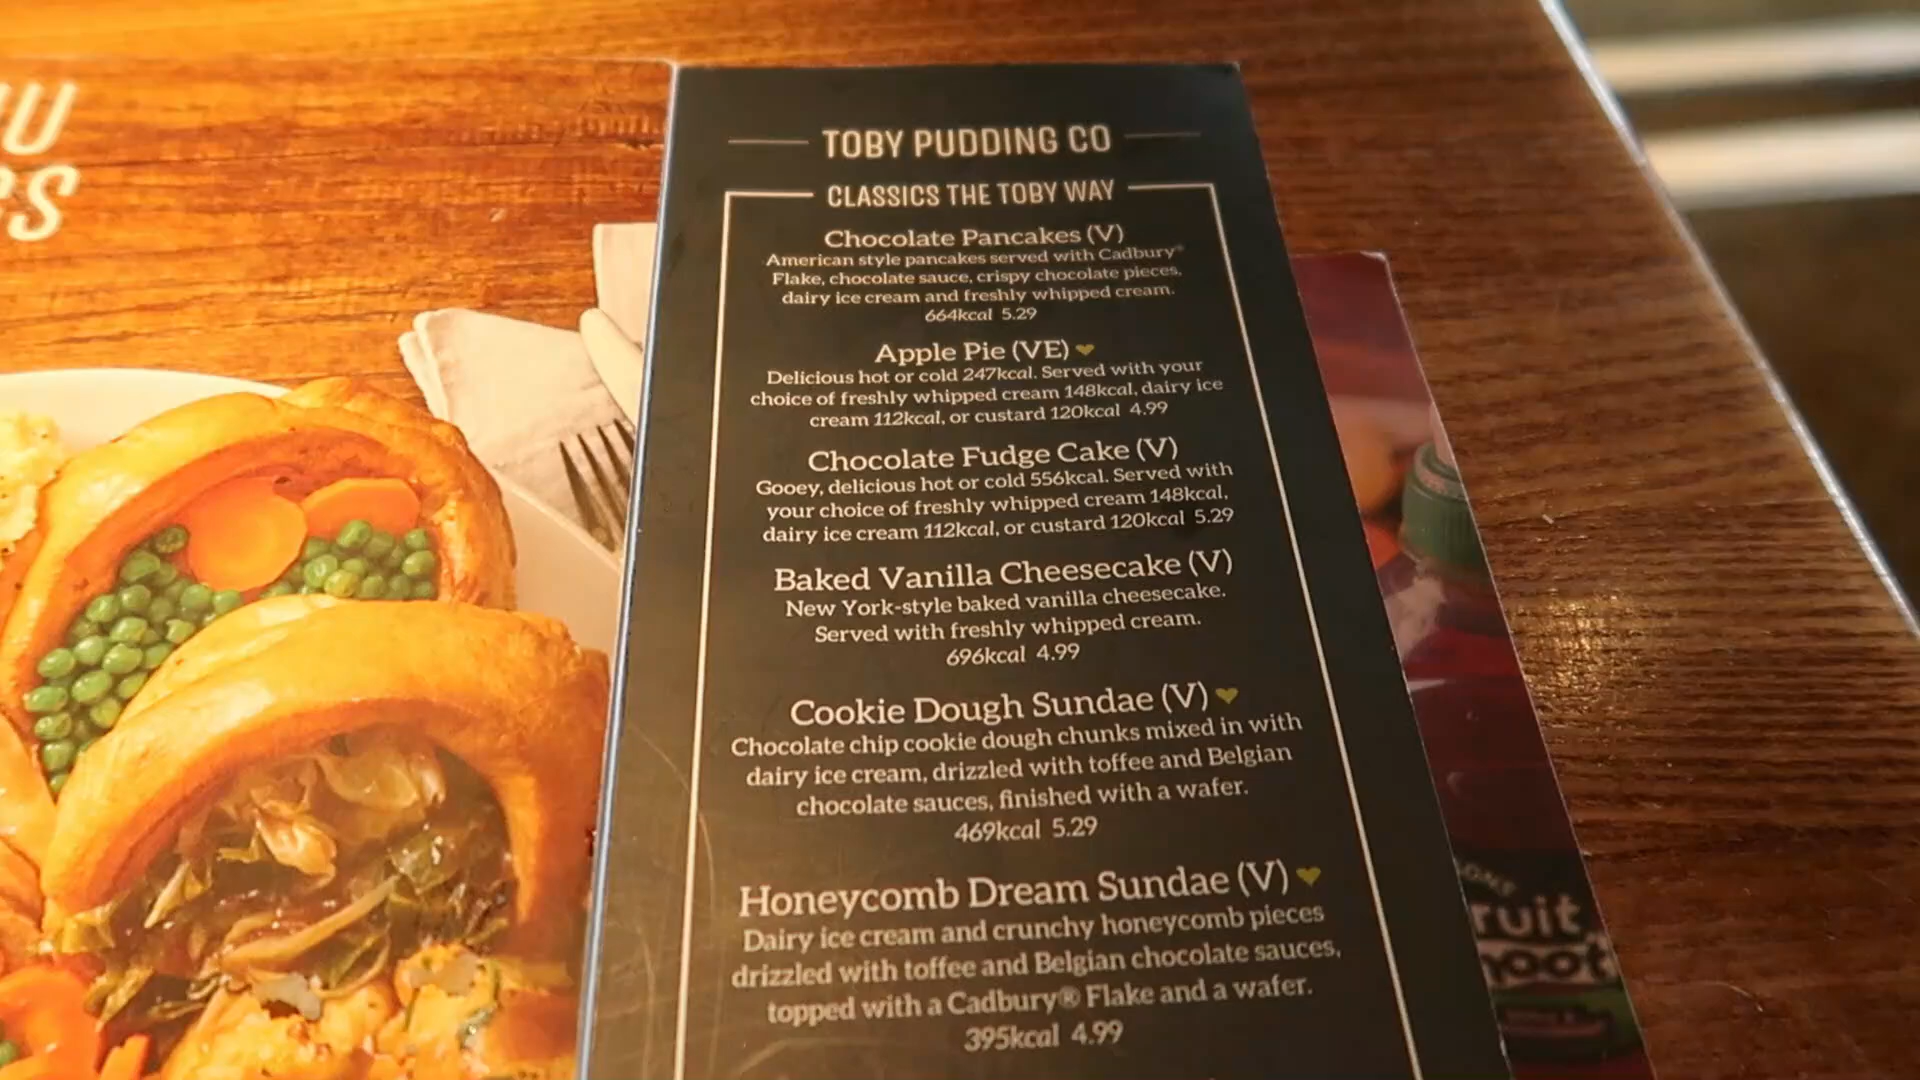 TOBY PUDDING CO
CLASSICS THE TOBY WAY
Chocolate Pancakes (V)
American style pancakes served with Cadbury®
Flake, chocolate sauce, crispy chocolate pieces,
dairy ice cream and freshly whipped cream.
664kcal 5.29
Apple Pie (VE)
Delicious hot or cold 247kcal. Served with your
choice of freshly whipped cream 148kcal, dairy ice
cream 112kcal, or custard 120kcal 4.99
Chocolate Fudge Cake (V)
Gooey, delicious hot or cold 556kcal. Served with
your choice of freshly whipped cream 148kcal,
dairy ice cream 112kcal, or custard 120kcal 5.29
Baked Vanilla Cheesecake (V)
New York-style baked vanilla cheesecake.
Served with freshly whipped cream.
696kcal 4.99
Cookie Dough Sundae (V)
Chocolate chip cookie dough chunks mixed in with
dairy ice cream, drizzled with toffee and Belgian
chocolate sauces, finished with a wafer.
469kcal 5.29
Honeycomb Dream Sundae (V)
Dairy ice cream and crunchy honeycomb pieces
drizzled with toffee and Belgian chocolate sauces,
topped with a Cadbury® Flake and a wafer.
395kcal 4.99